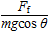 F_f
mg cos θ